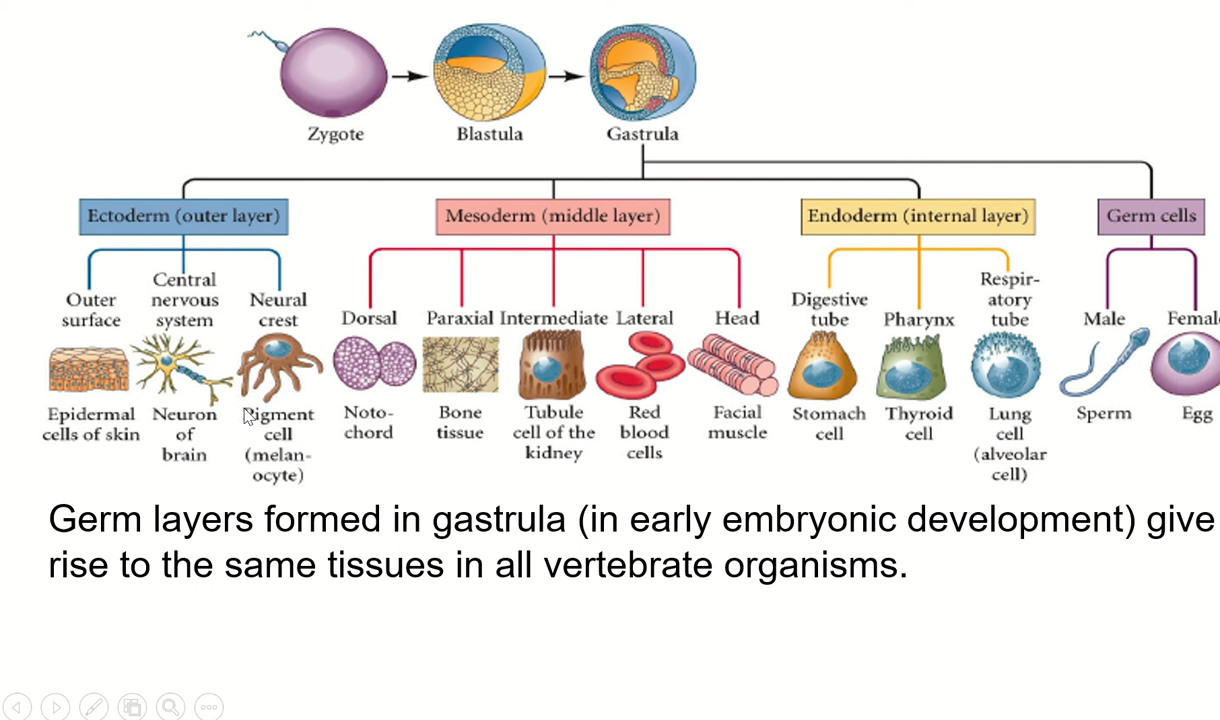 Zygote
Blastula
Gastrula
Ectoderm (outer layer)
Mesoderm (middle layer)
Endoderm (internal layer)
Germ cells
Outer
surface
Central
nervous
system
Neural
crest
Dorsal
Paraxial
Intermediate
Lateral
Head
Digestive
tube
Pharynx
Respir-
atory
tube
Male
Femal
Epidermal
cells of skin
Neuron
of
brain
Pigment
cell
(melan-
ocyte)
Noto-
chord
Bone
tissue
Tubule
cell of the
kidney
Red
blood
cells
Facial
muscle
Stomach
cell
Thyroid
cell
Lung
cell
(alveolar
cell)
Sperm
Egg
Germ layers formed in gastrula (in early embryonic development) give
rise to the same tissues in all vertebrate organisms.